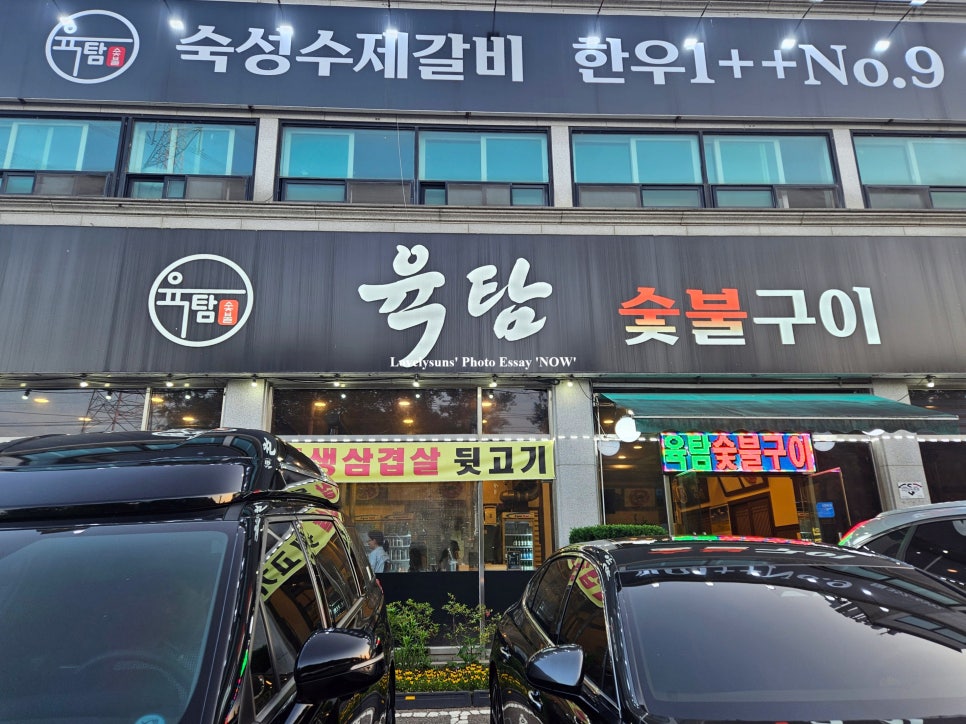 육탐 숯불 숙성수제갈비 한우1++No.9
육탐 숯불 육탐 숯불구이
Lovelysuns' Photo Essay 'NOW'
생삼겹살 뒷고기
육탐숯불구이